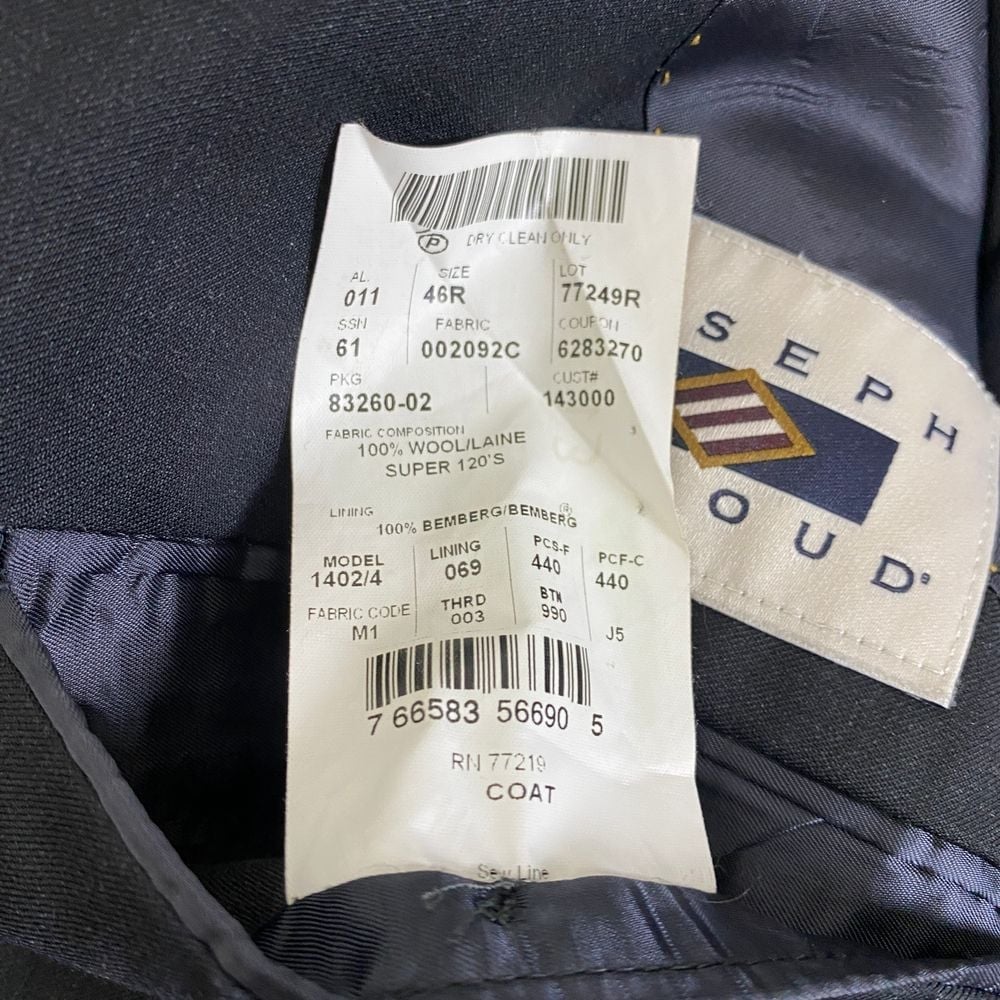 DRY CLEAN ONLY
AL. SIZE LOT
011 46R 77249R
SSN FABRIC COUPON
61 002092C 6283270
PKG CUST#
83260-02 143000
FABRIC COMPOSITION
100% WOOL/LAINE
SUPER 120'S
LINING
100% BEMBERG/BEMBERG®
MODEL LINING PCS-F PCF-C
1402/4 069 440 440
FABRIC CODE THRD BTN
M1 003 990 J5
7 66583 56690 5
RN 77219
COAT
Sew Line
SEPH
OUD®